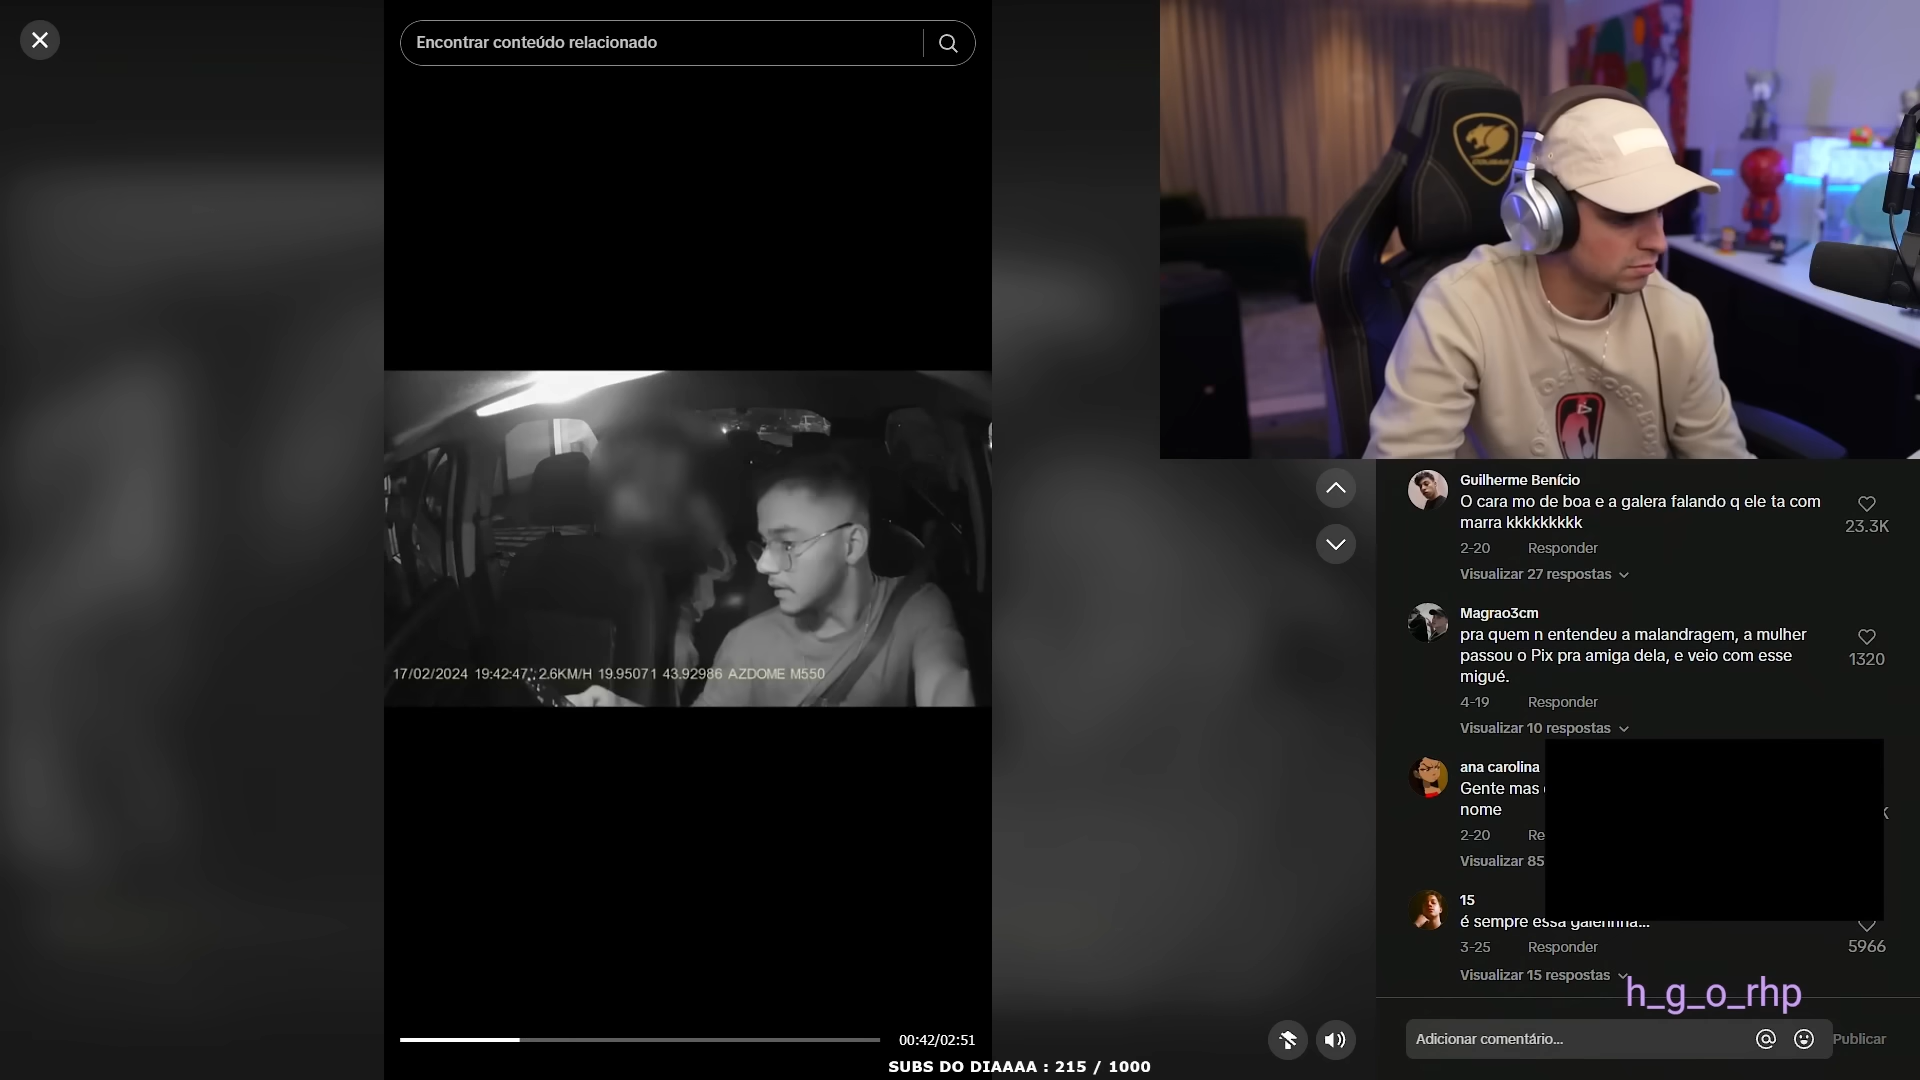 Encontrar conteúdo relacionado
COUGAR
BOSS
17/02/2024 19:42:47 2.6KM/H 19.95071 43.92986 AZDOME M550
Guilherme Benício
O cara mo de boa e a galera falando q ele ta com
marra kkkkkkkkk
23.3K
2-20 Responder
Visualizar 27 respostas
Magrao3cm
pra quem n entendeu a malandragem, a mulher
passou o Pix pra amiga dela, e veio com esse
migué.
1320
4-19 Responder
Visualizar 10 respostas
ana carolina
Gente mas
nome
K
2-20 Re
Visualizar 85
15
é sempre essa galerinha...
5966
3-25 Responder
Visualizar 15 respostas
h_g_o_rhp
Adicionar comentário...
Publicar
00:42/02:51
SUBS DO DIAAAA : 215 / 1000